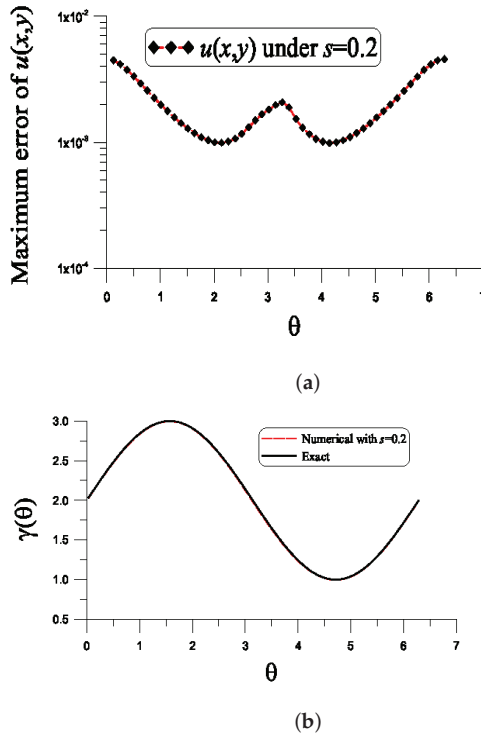 1x10⁻²
u(x,y) under s=0.2
1x10⁻³
1x10⁻⁴
Maximum error of u(x,y)
0 1 2 3 4 5 6 7
θ
(a)
3.0
2.5
2.0
1.5
1.0
0.5
γ(θ)
Numerical with s=0.2
Exact
0 1 2 3 4 5 6 7
θ
(b)